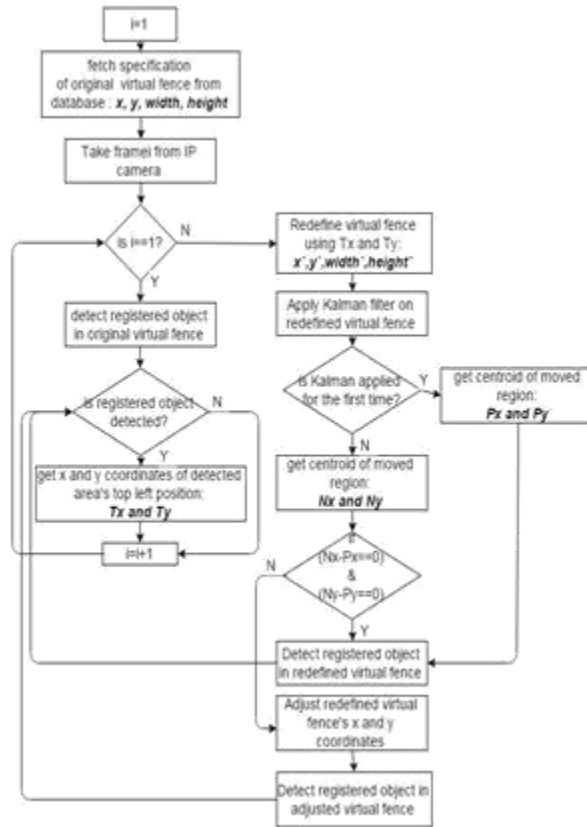 i=1
fetch specification
of original virtual fence from
database : x, y, width, height
Take framei from IP
camera
is i==1?
N
Y
Redefine virtual fence
using Tx and Ty:
x`,y`,width`,height`
detect registered object
in original virtual fence
Apply Kalman filter on
redefined virtual fence
is Kalman applied
for the first time?
Y
N
get centroid of moved
region:
Px and Py
is registered object
detected?
N
Y
get x and y coordinates of detected
area's top left position:
Tx and Ty
get centroid of moved
region:
Nx and Ny
i=i+1
If
(Nx-Px==0)
&
(Ny-Py==0)
N
Y
Detect registered object
in redefined virtual fence
Adjust redefined virtual
fence's x and y
coordinates
Detect registered object in
adjusted virtual fence